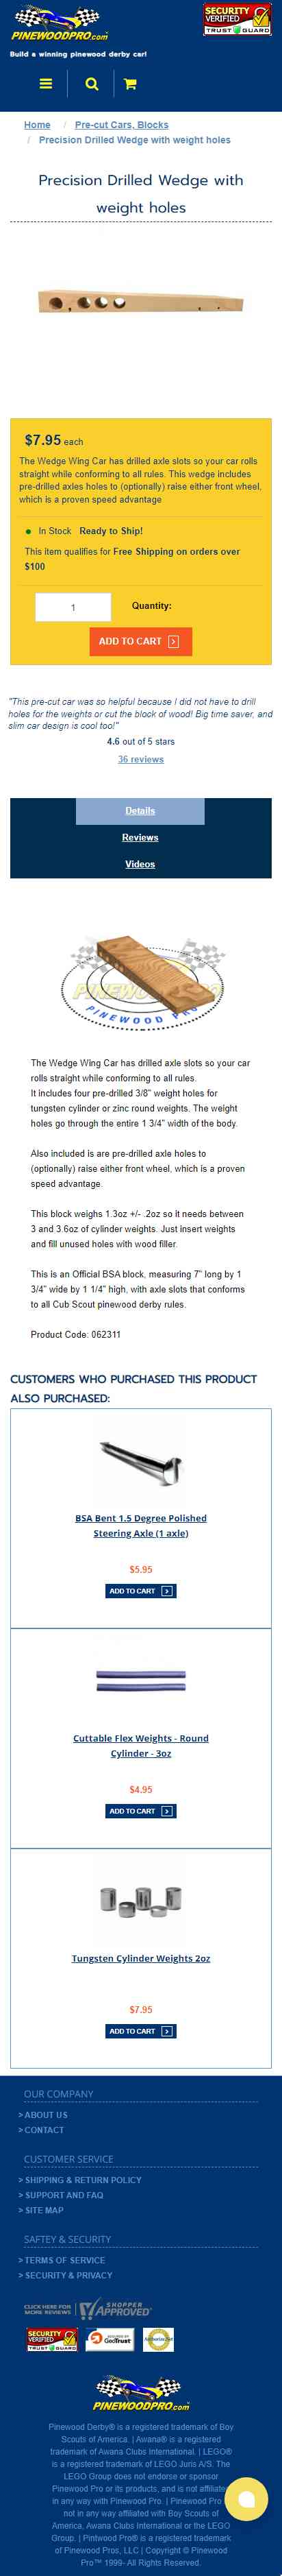 PINEWOODPRO.COM
SECURITY
VERIFIED
TRUST GUARD
Build a winning pinewood derby car!
Home / Pre-cut Cars, Blocks
/ Precision Drilled Wedge with weight holes
Precision Drilled Wedge with
weight holes
$7.95 each
The Wedge Wing Car has drilled axle slots so your car rolls
straight while conforming to all rules. This wedge includes
pre-drilled axles holes to (optionally) raise either front wheel,
which is a proven speed advantage
In Stock Ready to Ship!
This item qualifies for Free Shipping on orders over
$100
1 Quantity:
ADD TO CART
"This pre-cut car was so helpful because I did not have to drill
holes for the weights or cut the block of wood! Big time saver, and
slim car design is cool too!"
4.6 out of 5 stars
36 reviews
Details
Reviews
Videos
PINEWOOD PRO
The Wedge Wing Car has drilled axle slots so your car
rolls straight while conforming to all rules.
It includes four pre-drilled 3/8" weight holes for
tungsten cylinder or zinc round weights. The weight
holes go through the entire 1 3/4" width of the body.
Also included is are pre-drilled axle holes to
(optionally) raise either front wheel, which is a proven
speed advantage.
This block weighs 1.3oz +/- .2oz so it needs between
3 and 3.6oz of cylinder weights. Just insert weights
and fill unused holes with wood filler.
This is an Official BSA block, measuring 7" long by 1
3/4" wide by 1 1/4" high, with axle slots that conforms
to all Cub Scout pinewood derby rules.
Product Code: 062311
CUSTOMERS WHO PURCHASED THIS PRODUCT
ALSO PURCHASED:
BSA Bent 1.5 Degree Polished
Steering Axle (1 axle)
$5.95
ADD TO CART
Cuttable Flex Weights - Round
Cylinder - 3oz
$4.95
ADD TO CART
Tungsten Cylinder Weights 2oz
$7.95
ADD TO CART
OUR COMPANY
> ABOUT US
> CONTACT
CUSTOMER SERVICE
> SHIPPING & RETURN POLICY
> SUPPORT AND FAQ
> SITE MAP
SAFTEY & SECURITY
> TERMS OF SERVICE
> SECURITY & PRIVACY
CLICK HERE FOR
MORE REVIEWS
SHOPPER
APPROVED
SECURITY
VERIFIED
TRUST GUARD
GeoTrust
Authorize.Net
PINEWOODPRO.COM
Pinewood Derby® is a registered trademark of Boy
Scouts of America. | Awana® is a registered
trademark of Awana Clubs International. | LEGO®
is a registered trademark of LEGO Juris A/S. The
LEGO Group does not endorse or sponsor
Pinewood Pro or its products, and is not affiliated
in any way with Pinewood Pro. | Pinewood Pro
not in any way affiliated with Boy Scouts of
America, Awana Clubs International or the LEGO
Group. | Pintwood Pro® is a registered trademark
of Pinewood Pros, LLC | Copyright © Pinewood
Pro™ 1999- All Rights Reserved.